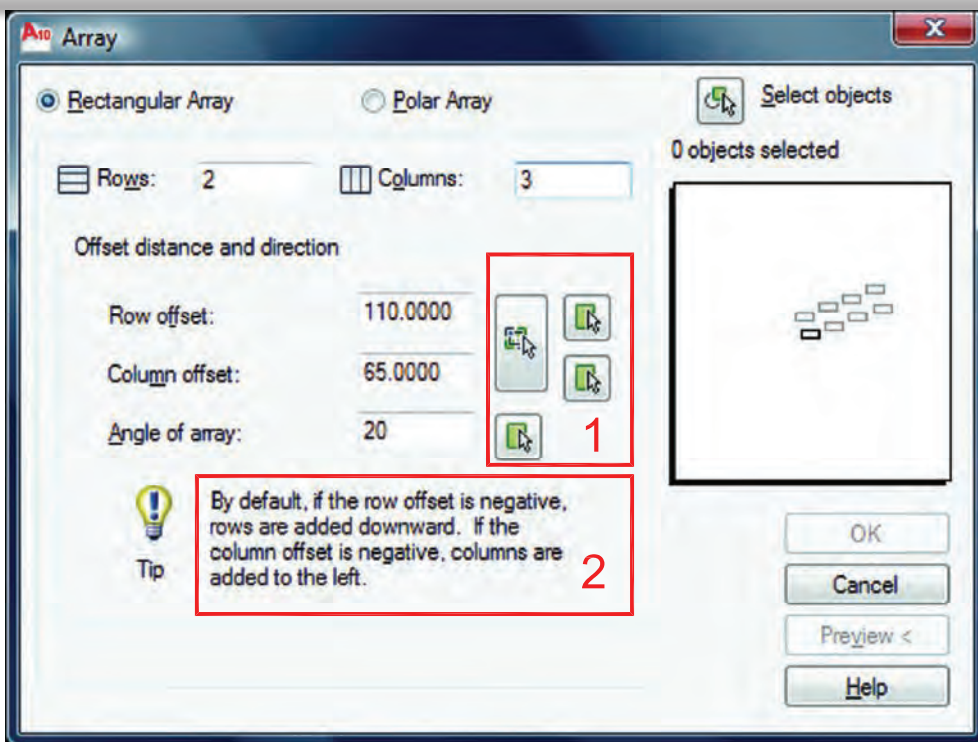 A10 Array
X
Rectangular Array
Polar Array
Select objects
0 objects selected
Rows: 2
Columns: 3
Offset distance and direction
Row offset: 110.0000
Column offset: 65.0000
Angle of array: 20
1
Tip
By default, if the row offset is negative,
rows are added downward. If the
column offset is negative, columns are
added to the left.
2
OK
Cancel
Preview <
Help